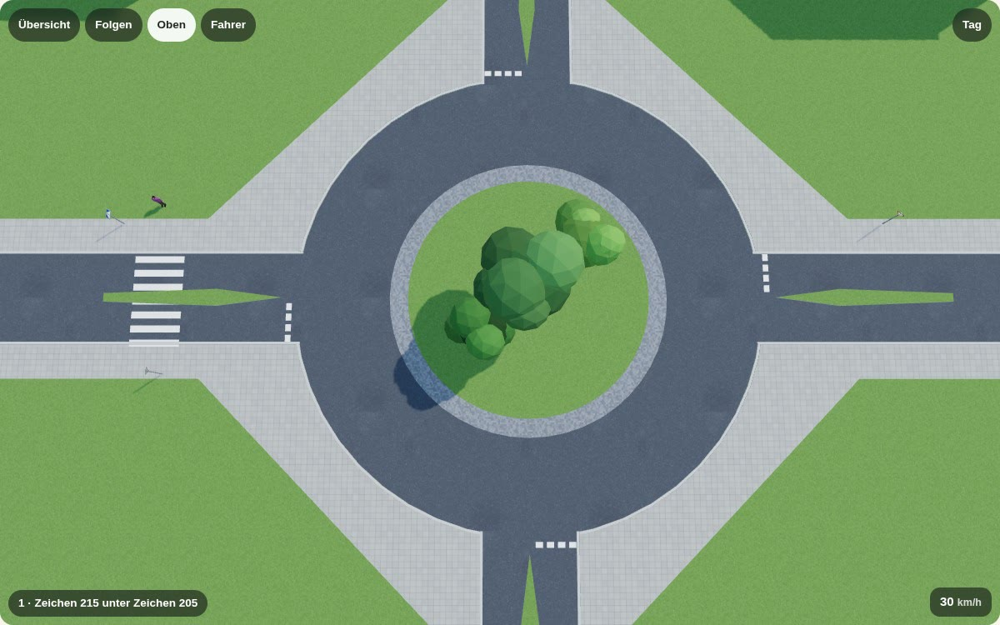 Übersicht
Folgen
Oben
Fahrer
Tag
1 · Zeichen 215 unter Zeichen 205
30 km/h